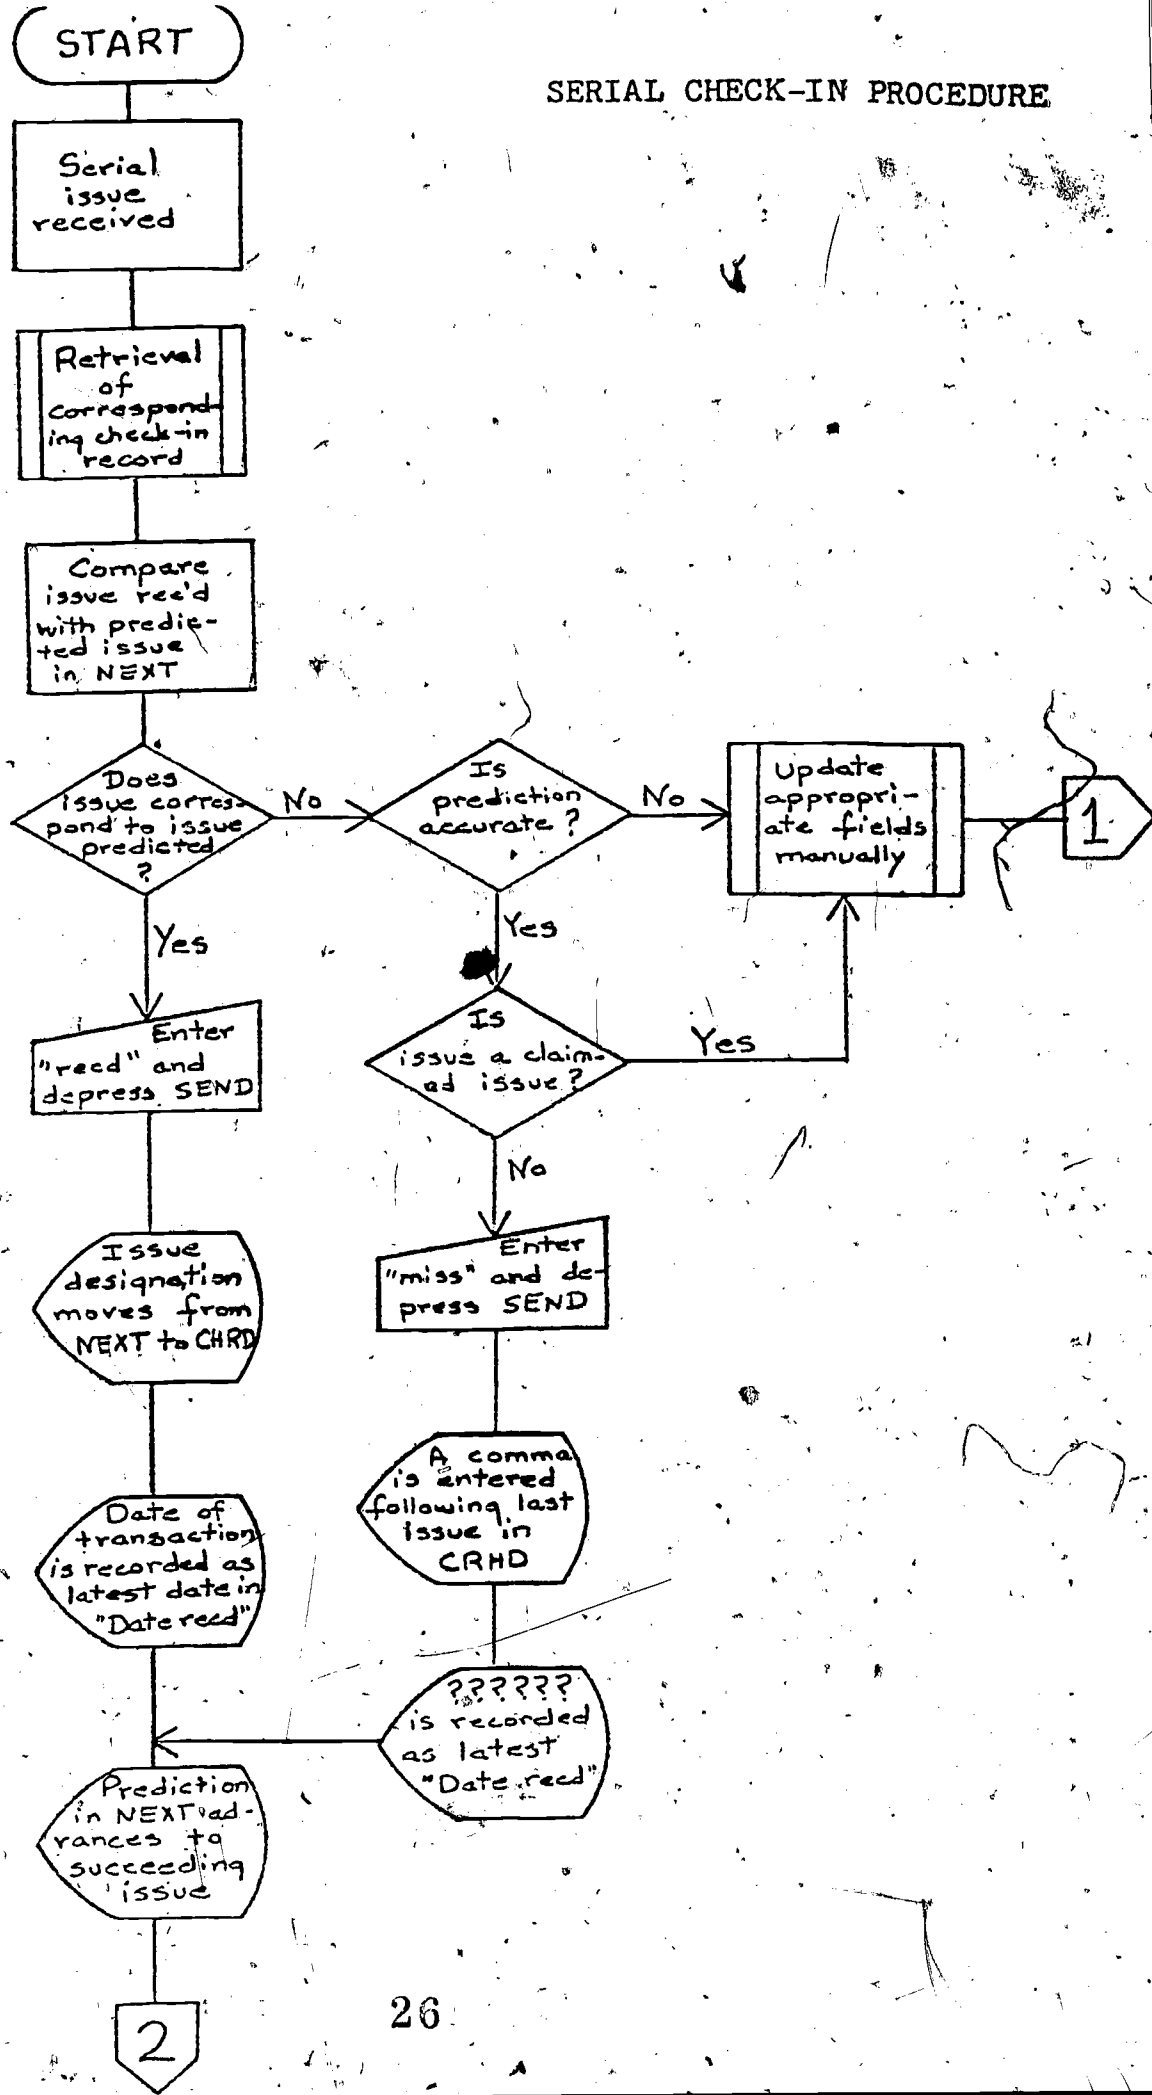 START
SERIAL CHECK-IN PROCEDURE
Serial
issue
received
Retrieval
of
correspond-
ing check-in
record
Compare
issue rec'd
with predic-
ted issue
in NEXT
Does
issue corres-
pond to issue
predicted
?
No
Is
prediction
accurate?
No
Update
appropri-
ate fields
manually
1
Yes
Yes
Enter
"recd" and
depress SEND
Is
issue a claim-
ed issue?
Yes
No
Issue
designation
moves from
NEXT to CHRD
Enter
"miss" and de-
press SEND
Date of
transaction
is recorded as
latest date in
"Date recd"
A comma
is entered
following last
issue in
CRHD
??????
is recorded
as latest
"Date recd"
Prediction
in NEXT ad-
vances to
succeeding
issue
2
26